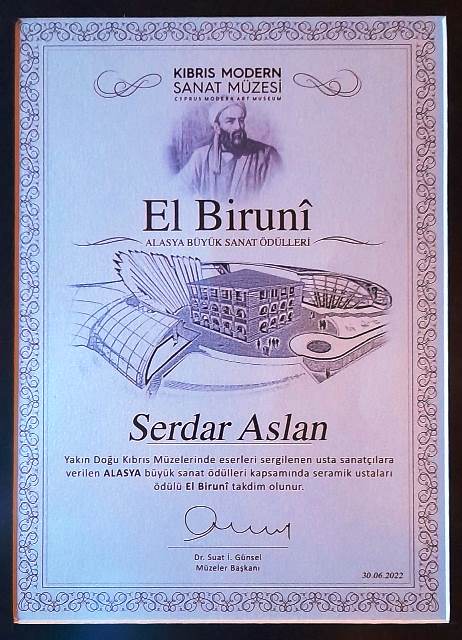 KIBRIS MODERN
SANAT MÜZESİ
CYPRUS MODERN ART MUSEUM
El Birunî
ALASYA BÜYÜK SANAT ÖDÜLLERİ
Serdar Aslan
Yakın Doğu Kıbrıs Müzelerinde eserleri sergilenen usta sanatçılara
verilen ALASYA büyük sanat ödülleri kapsamında seramik ustaları
ödülü El Birunî takdim olunur.
Dr. Suat İ. Günsel
Müzeler Başkanı
30.06.2022